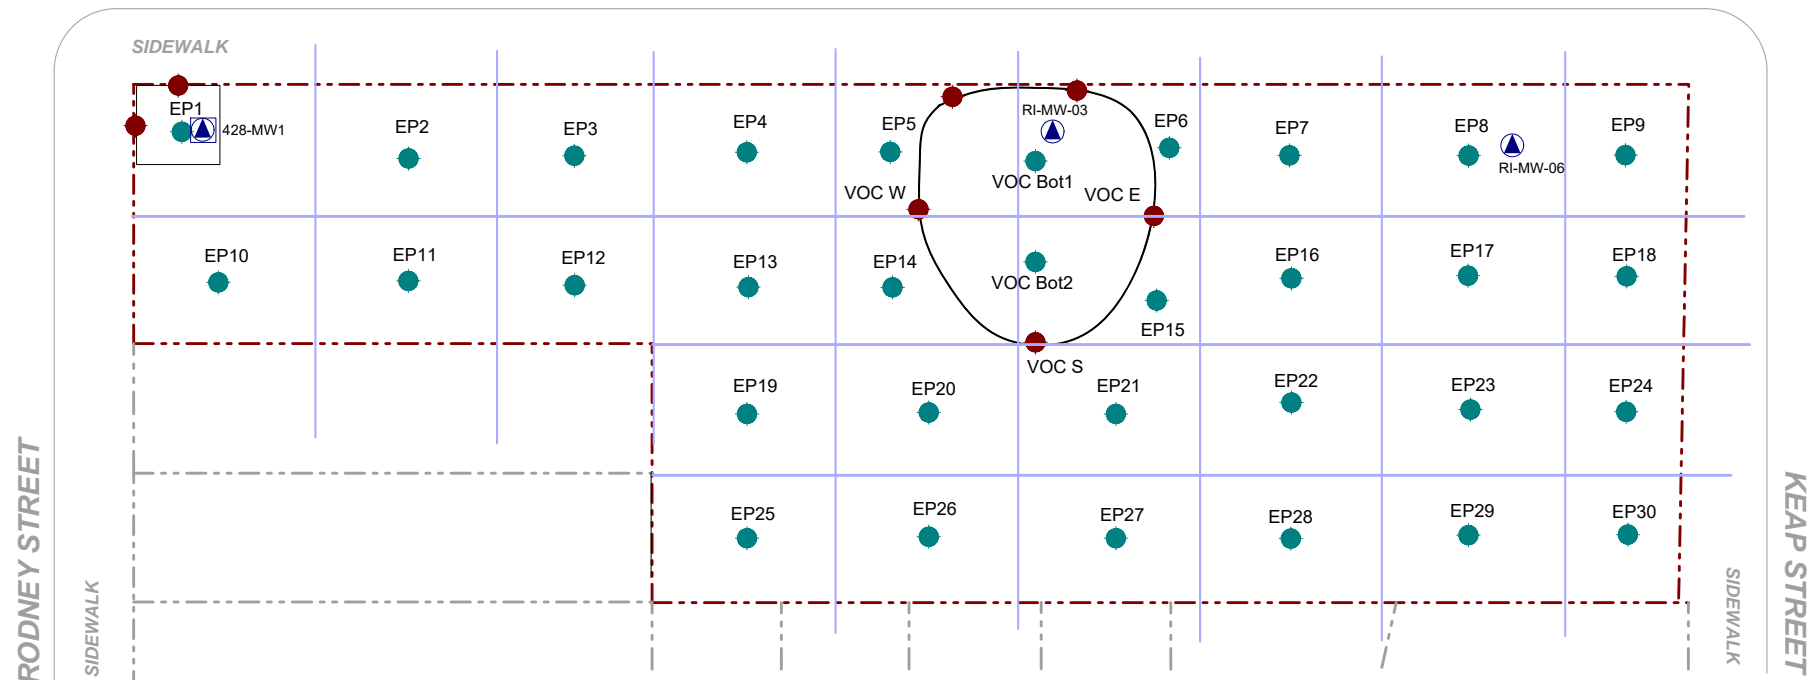 SIDEWALK
EP1
428-MW1
EP2
EP3
EP4
EP5
RI-MW-03
EP6
EP7
EP8
RI-MW-06
EP9
VOC Bot1
VOC W
VOC E
EP10
EP11
EP12
EP13
EP14
VOC Bot2
EP15
EP16
EP17
EP18
VOC S
EP19
EP20
EP21
EP22
EP23
EP24
EP25
EP26
EP27
EP28
EP29
EP30
RODNEY STREET
SIDEWALK
SIDEWALK
KEAP STREET